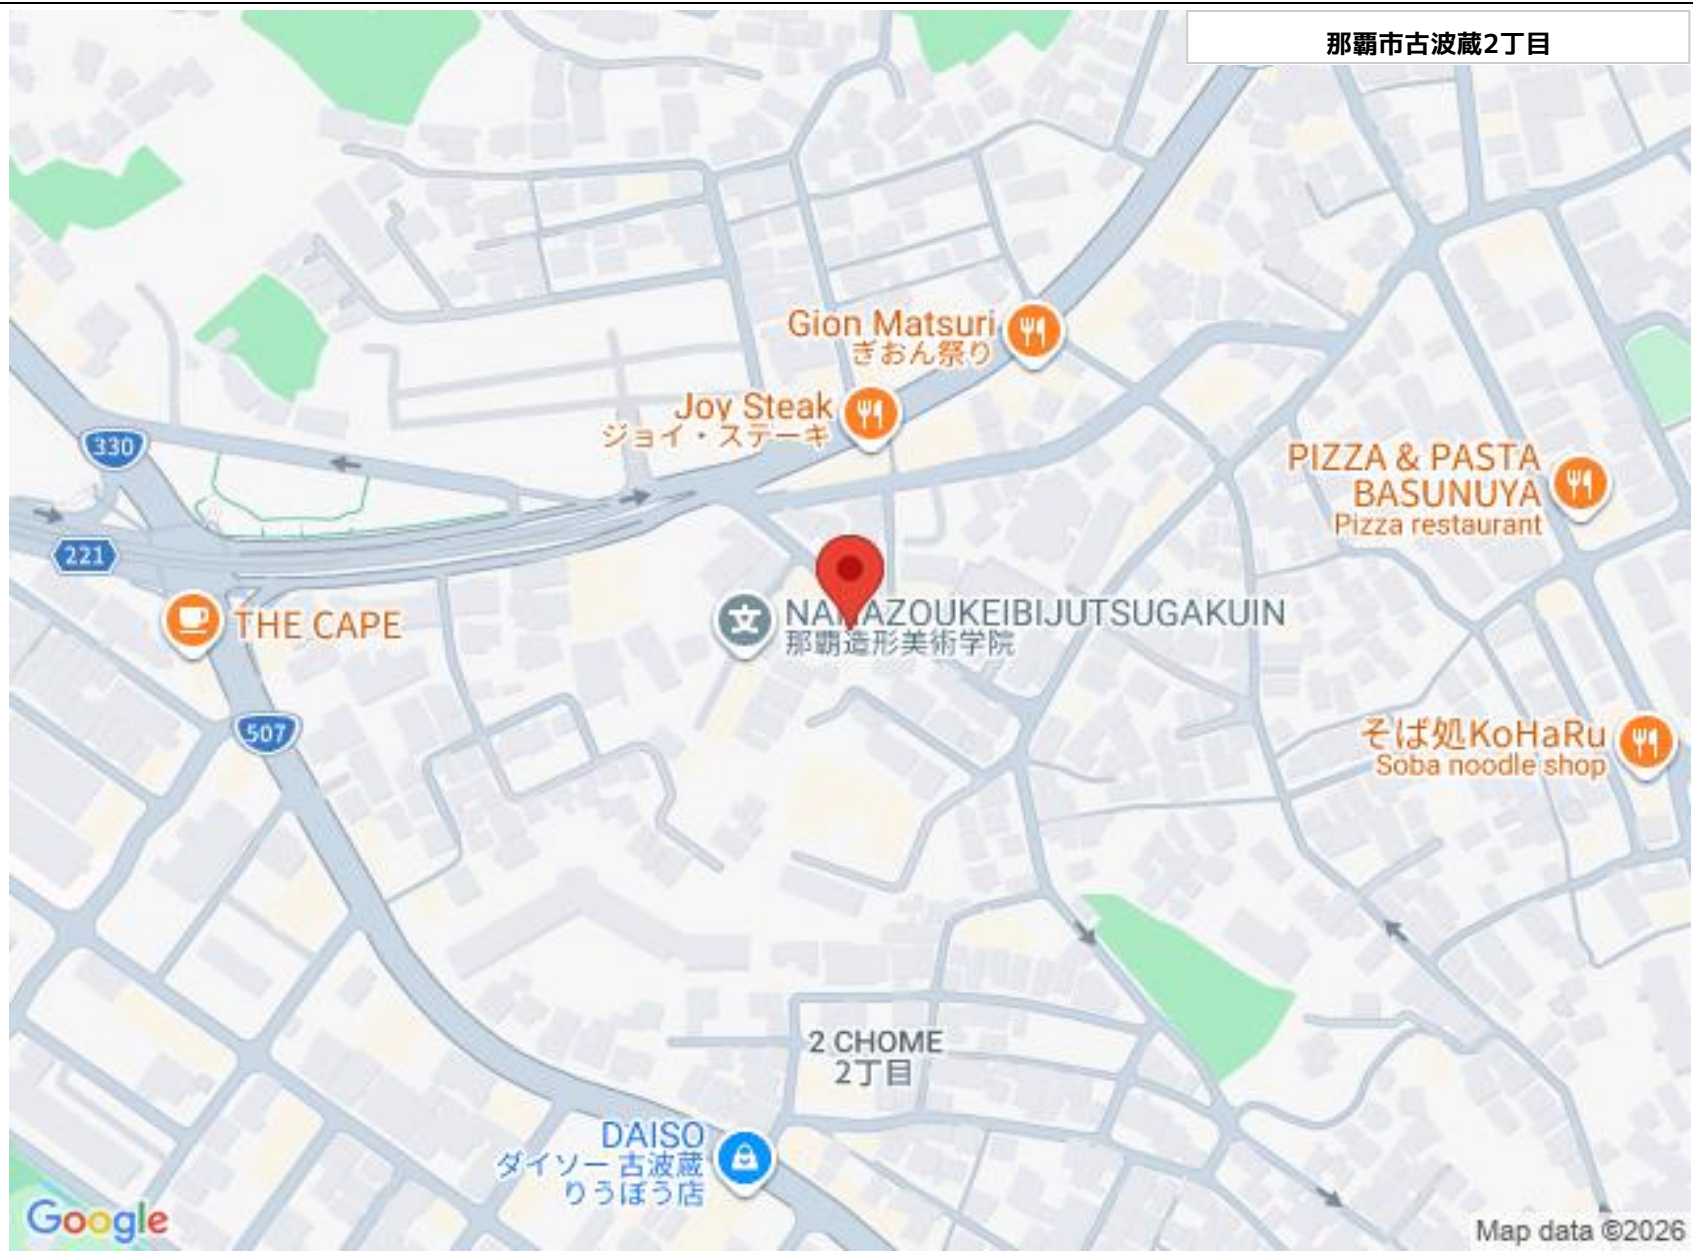 那覇市古波蔵2丁目
Gion Matsuri
ぎおん祭り
Joy Steak
ジョイ・ステーキ
330
PIZZA & PASTA
BASUNUYA
Pizza restaurant
221
THE CAPE
那覇造形美術学院
507
そば処KoHaRu
Soba noodle shop
2 CHOME
2丁目
DAISO
ダイソー 古波蔵
りうぼう店
Google
Map data ©2026